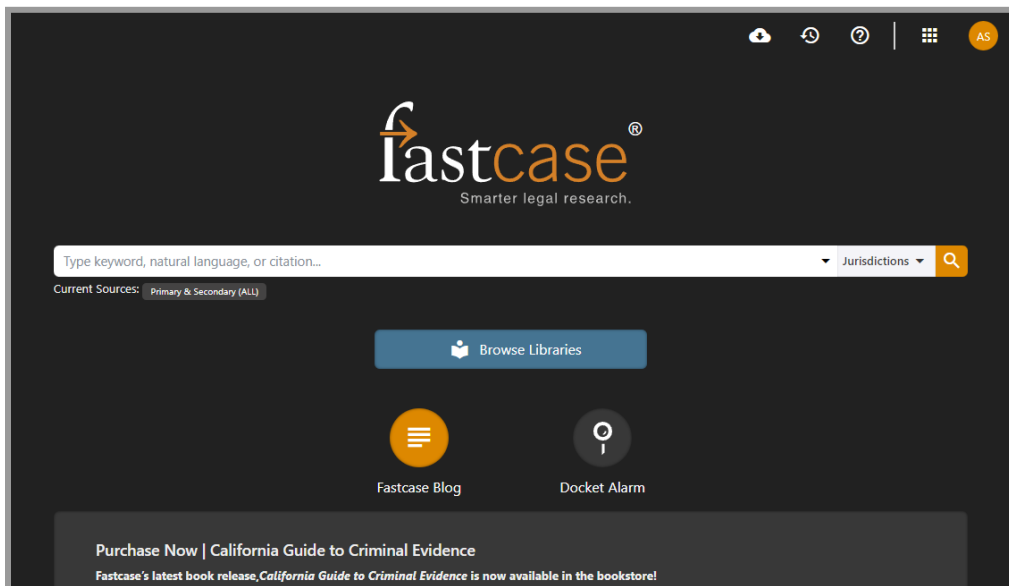 AS
fastcase®
Smarter legal research.
Type keyword, natural language, or citation... Jurisdictions
Current Sources: Primary & Secondary (ALL)
Browse Libraries
Fastcase Blog Docket Alarm
Purchase Now | California Guide to Criminal Evidence
Fastcase's latest book release,California Guide to Criminal Evidence is now available in the bookstore!